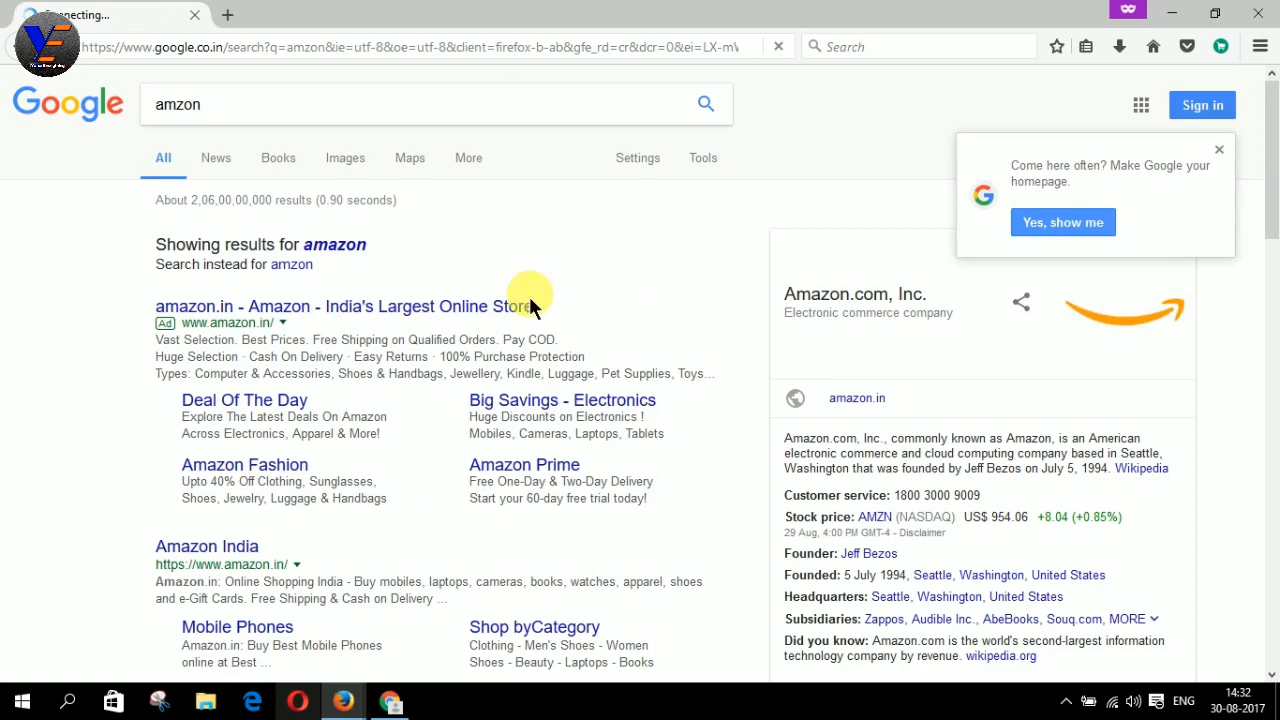 Connecting...
https://www.google.co.in/search?q=amzon&ie=utf-8&oe=utf-8&client=firefox-b-ab&gfe_rd=cr&dcr=0&ei=LX-m
Search
Google
amzon
Sign in
All
News
Books
Images
Maps
More
Settings
Tools
Come here often? Make Google your
homepage.
Yes, show me
About 2,06,00,00,000 results (0.90 seconds)
Showing results for amazon
Search instead for amzon
amazon.in - Amazon - India's Largest Online Store
Ad www.amazon.in/
Vast Selection. Best Prices. Free Shipping on Qualified Orders. Pay COD.
Huge Selection · Cash On Delivery · Easy Returns · 100% Purchase Protection
Types: Computer & Accessories, Shoes & Handbags, Jewellery, Kindle, Luggage, Pet Supplies, Toys...
Deal Of The Day
Explore The Latest Deals On Amazon
Across Electronics, Apparel & More!
Big Savings - Electronics
Huge Discounts on Electronics !
Mobiles, Cameras, Laptops, Tablets
Amazon Fashion
Upto 40% Off Clothing, Sunglasses,
Shoes, Jewelry, Luggage & Handbags
Amazon Prime
Free One-Day & Two-Day Delivery
Start your 60-day free trial today!
Amazon India
https://www.amazon.in/
Amazon.in: Online Shopping India - Buy mobiles, laptops, cameras, books, watches, apparel, shoes
and e-Gift Cards. Free Shipping & Cash on Delivery ...
Mobile Phones
Amazon.in: Buy Best Mobile Phones
online at Best ...
Shop byCategory
Clothing - Men's Shoes - Women
Shoes - Beauty - Laptops - Books
Amazon.com, Inc.
Electronic commerce company
amazon.in
Amazon.com, Inc., commonly known as Amazon, is an American
electronic commerce and cloud computing company based in Seattle,
Washington that was founded by Jeff Bezos on July 5, 1994. Wikipedia
Customer service: 1800 3000 9009
Stock price: AMZN (NASDAQ) US$ 954.06 +8.04 (+0.85%)
29 Aug, 4:00 PM GMT-4 - Disclaimer
Founder: Jeff Bezos
Founded: 5 July 1994, Seattle, Washington, United States
Headquarters: Seattle, Washington, United States
Subsidiaries: Zappos, Audible Inc., AbeBooks, Souq.com, MORE
Did you know: Amazon.com is the world's second-largest information
technology company by revenue. wikipedia.org
ENG
14:32
30-08-2017